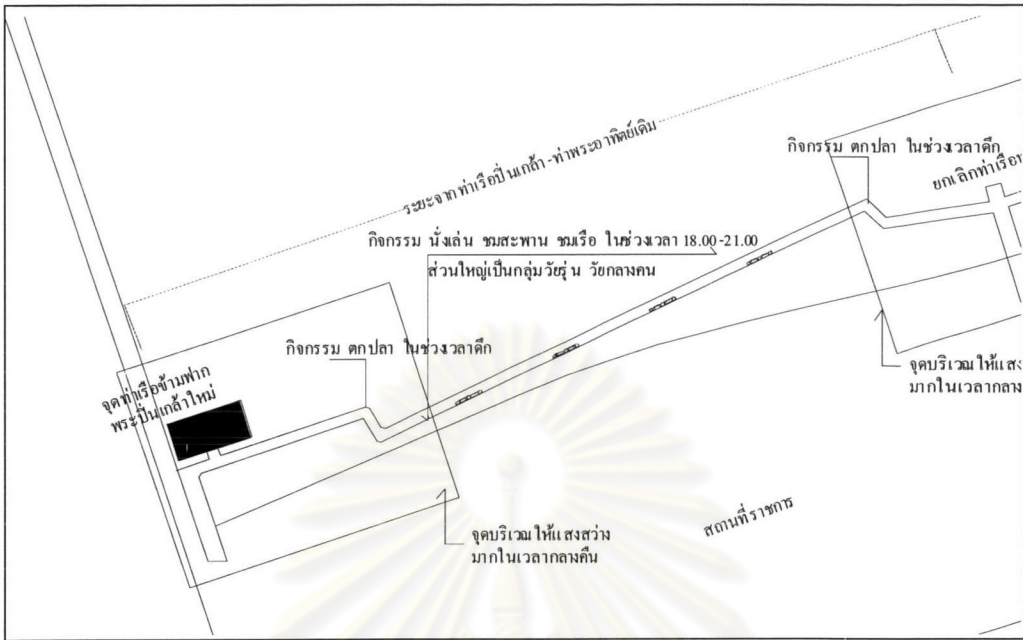 ระยะจากท่าเรือปิ่นเกล้า-ท่าพระอาทิตย์เดิม
กิจกรรม ตกปลา ในช่วงเวลาดึก
ยกเลิกท่าเรือ
กิจกรรม นั่งเล่น ชมสะพาน ชมเรือ ในช่วงเวลา 18.00-21.00
ส่วนใหญ่เป็นกลุ่มวัยรุ่น วัยกลางคน
กิจกรรม ตกปลา ในช่วงเวลาดึก
จุดท่าเรือข้ามฟาก
พระปิ่นเกล้าใหม่
จุดบริเวณให้แสง
มากในเวลากลาง
สถานที่ราชการ
จุดบริเวณให้แสงสว่าง
มากในเวลากลางคืน